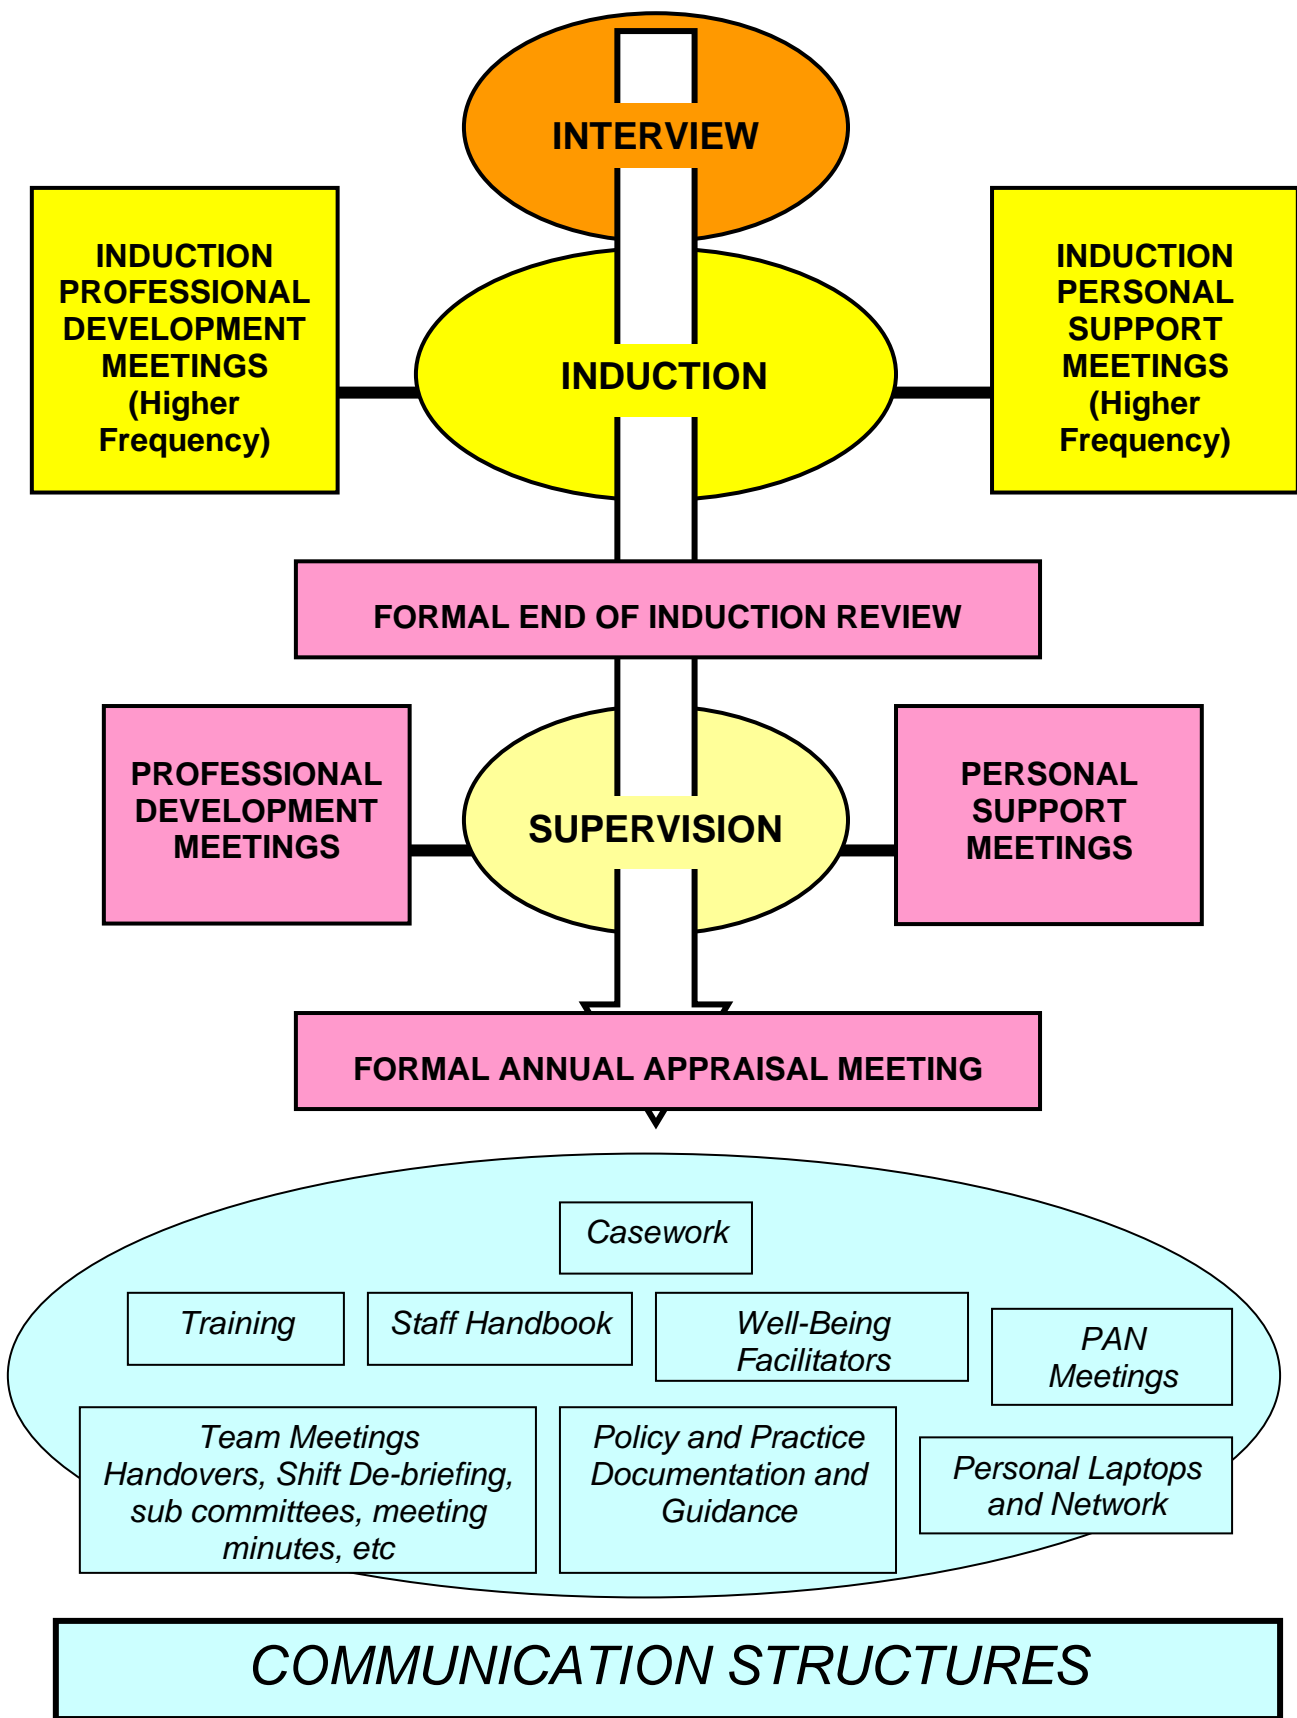 INTERVIEW
INDUCTION
PROFESSIONAL
DEVELOPMENT
MEETINGS
(Higher
Frequency)
INDUCTION
INDUCTION
PERSONAL
SUPPORT
MEETINGS
(Higher
Frequency)
FORMAL END OF INDUCTION REVIEW
PROFESSIONAL
DEVELOPMENT
MEETINGS
SUPERVISION
PERSONAL
SUPPORT
MEETINGS
FORMAL ANNUAL APPRAISAL MEETING
Casework
Training
Staff Handbook
Well-Being
Facilitators
PAN
Meetings
Team Meetings
Handovers, Shift De-briefing,
sub committees, meeting
minutes, etc
Policy and Practice
Documentation and
Guidance
Personal Laptops
and Network
COMMUNICATION STRUCTURES